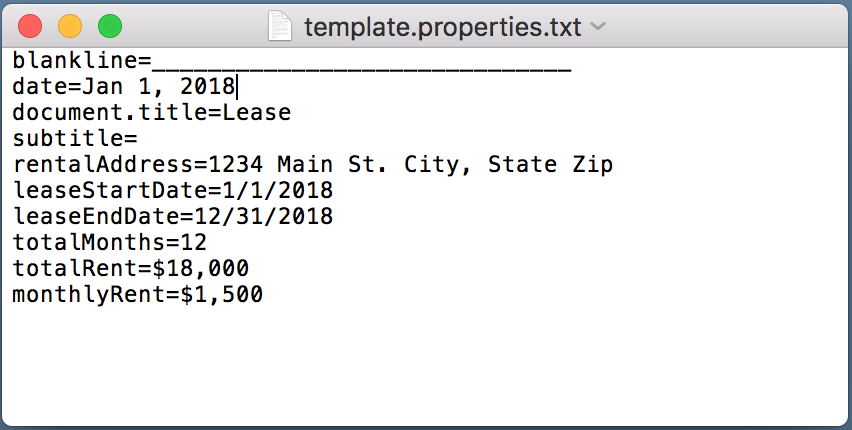 template.properties.txt
blankline=______________________________
date=Jan 1, 2018
document.title=Lease
subtitle=
rentalAddress=1234 Main St. City, State Zip
leaseStartDate=1/1/2018
leaseEndDate=12/31/2018
totalMonths=12
totalRent=$18,000
monthlyRent=$1,500